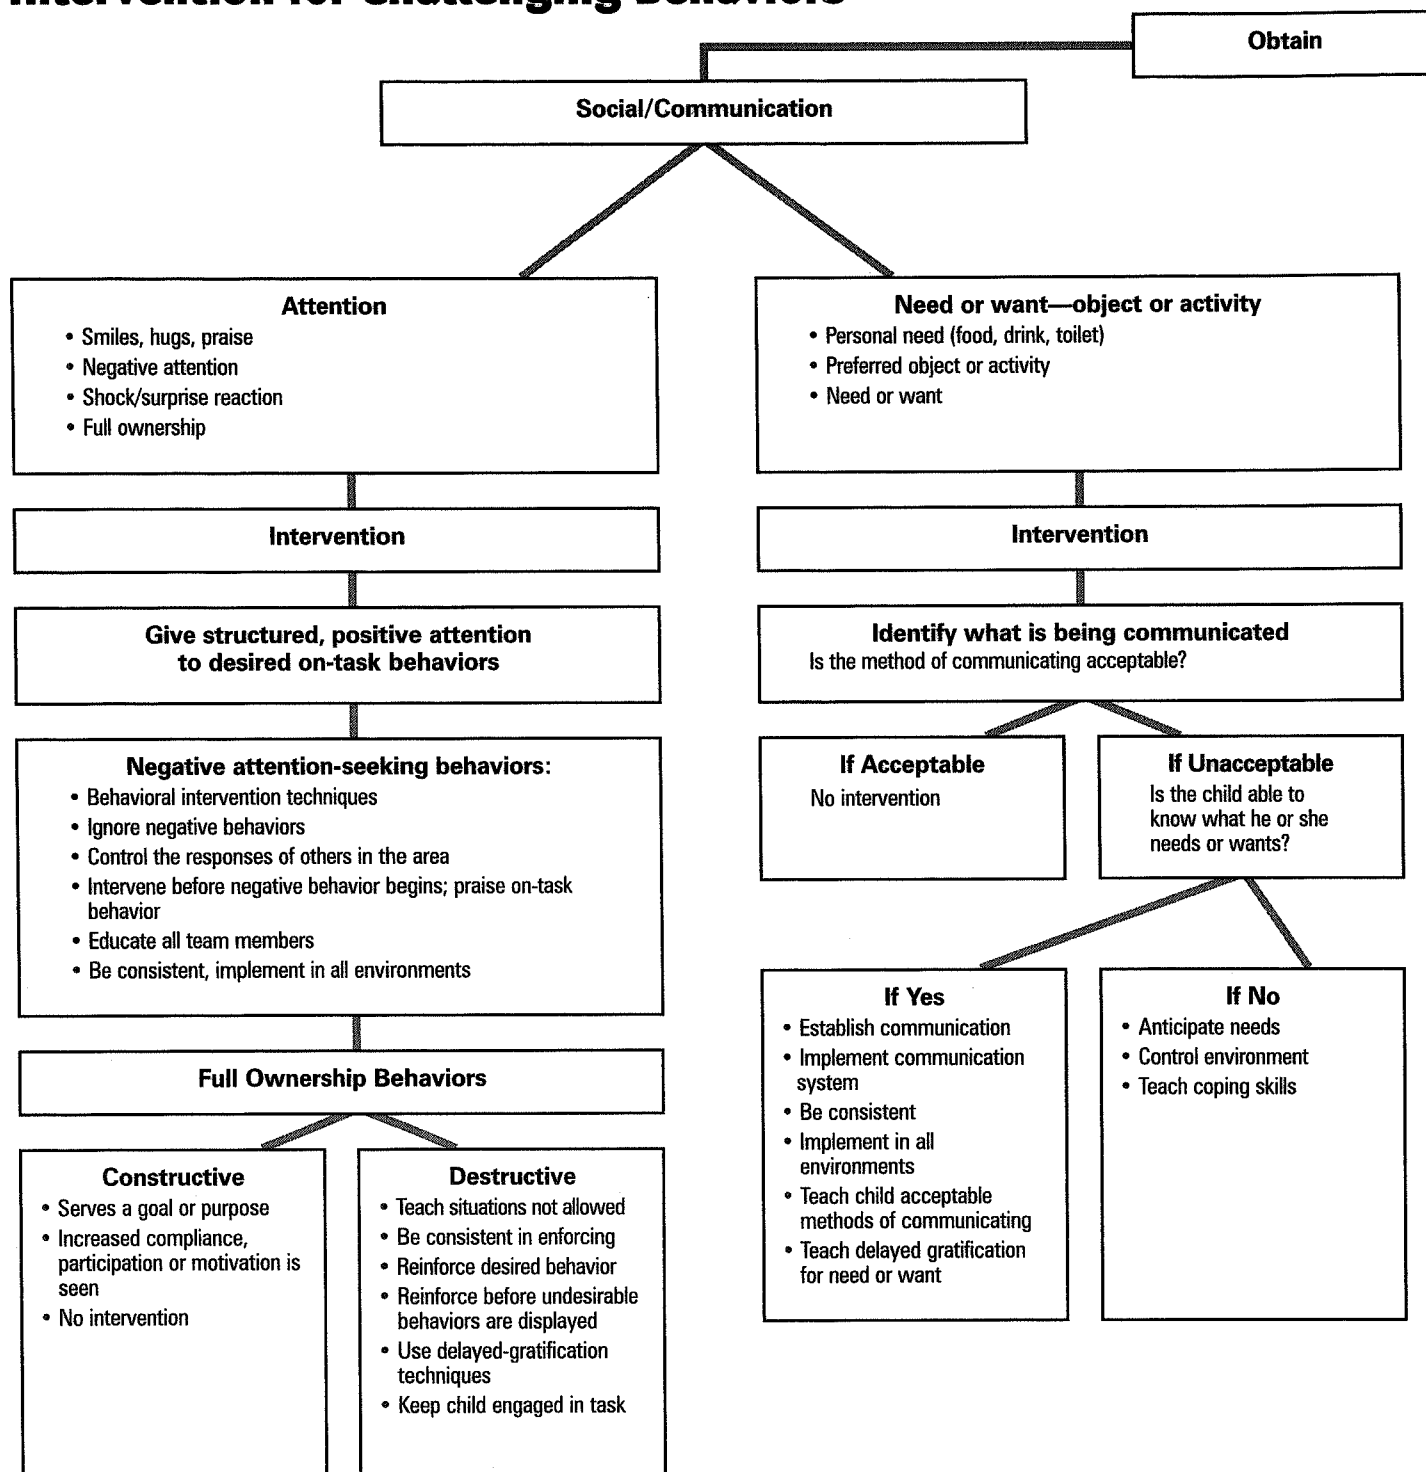 Intervention for Challenging Behaviors
Obtain
Social/Communication
Attention
• Smiles, hugs, praise
• Negative attention
• Shock/surprise reaction
• Full ownership
Intervention
Give structured, positive attention
to desired on-task behaviors
Negative attention-seeking behaviors:
• Behavioral intervention techniques
• Ignore negative behaviors
• Control the responses of others in the area
• Intervene before negative behavior begins; praise on-task
behavior
• Educate all team members
• Be consistent, implement in all environments
Full Ownership Behaviors
Constructive
• Serves a goal or purpose
• Increased compliance,
participation or motivation is
seen
• No intervention
Destructive
• Teach situations not allowed
• Be consistent in enforcing
• Reinforce desired behavior
• Reinforce before undesirable
behaviors are displayed
• Use delayed-gratification
techniques
• Keep child engaged in task
Need or want—object or activity
• Personal need (food, drink, toilet)
• Preferred object or activity
• Need or want
Intervention
Identify what is being communicated
Is the method of communicating acceptable?
If Acceptable
No intervention
If Unacceptable
Is the child able to
know what he or she
needs or wants?
If Yes
• Establish communication
• Implement communication
system
• Be consistent
• Implement in all
environments
• Teach child acceptable
methods of communicating
• Teach delayed gratification
for need or want
If No
• Anticipate needs
• Control environment
• Teach coping skills